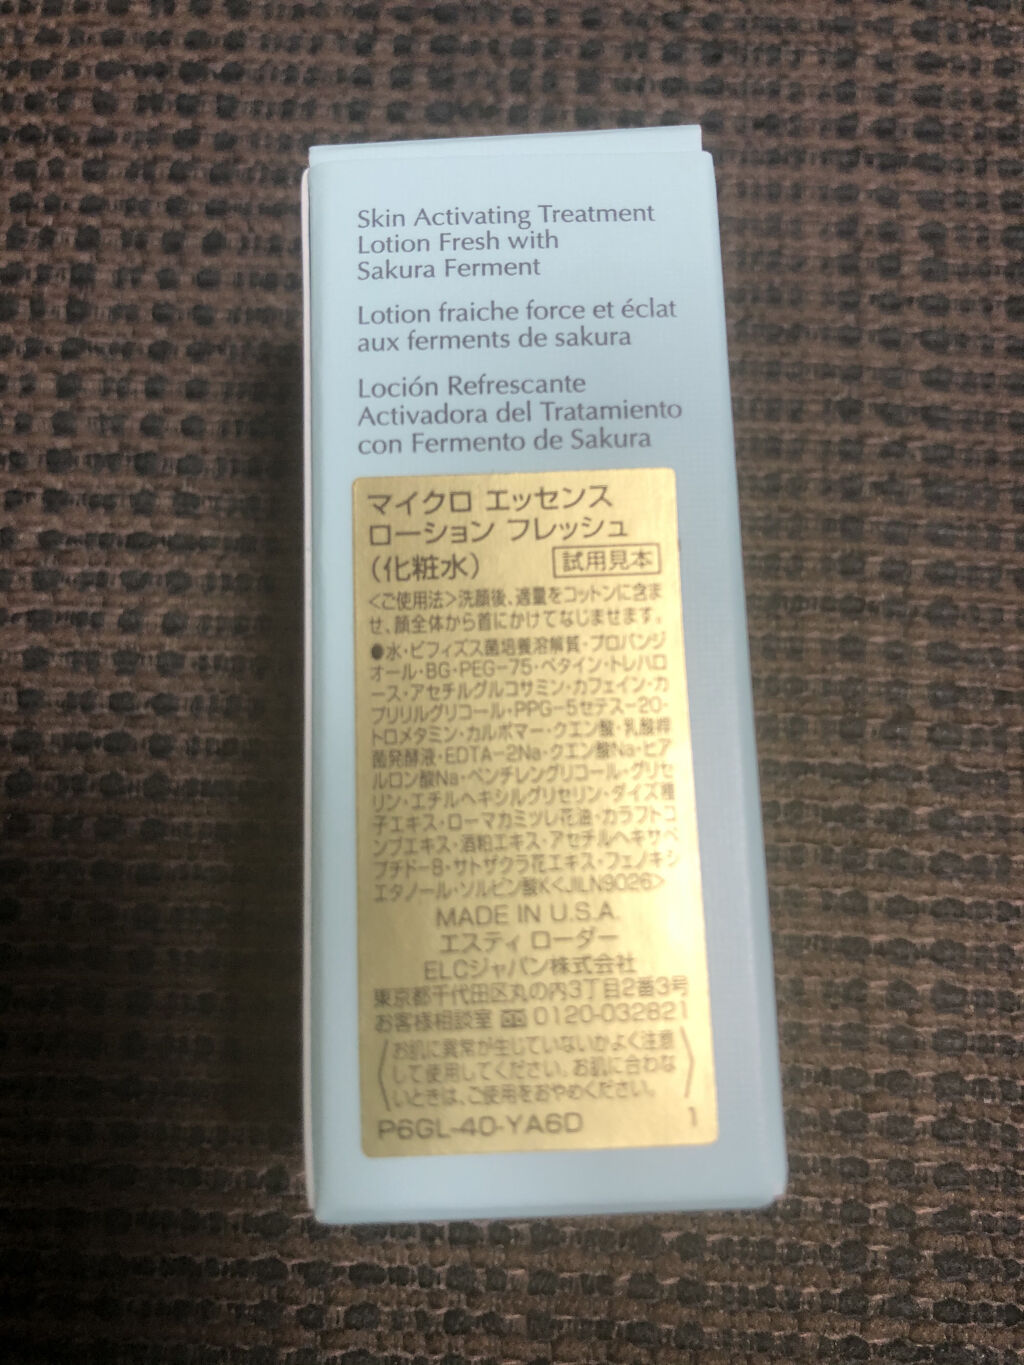 Skin Activating Treatment
Lotion Fresh with
Sakura Ferment
Lotion fraiche force et éclat
aux ferments de sakura
Loción Refrescante
Activadora del Tratamiento
con Fermento de Sakura
マイクロ エッセンス
ローション フレッシュ
(化粧水) 試用見本
<ご使用法>洗顔後、適量をコットンに含ま
せ、顔全体から首にかけてなじませます。
●水・ビフィズス菌培養溶解質・プロパンジ
オール・BG・PEG-75・ベタイン・トレハロ
ース・アセチルグルコサミン・カフェイン・カ
プリリルグリコール・PPG-5セテス-20・
トロメタミン・カルボマー・クエン酸・乳酸桿
菌発酵液・EDTA-2Na・クエン酸Na・ヒア
ルロン酸Na・ペンチレングリコール・グリセ
リン・エチルヘキシルグリセリン・ダイズ種
子エキス・ローマカミツレ花油・カラフトコ
ンブエキス・酒粕エキス・アセチルヘキサペ
プチド-8・サトザクラ花エキス・フェノキシ
エタノール・ソルビン酸K<JILN9026>
MADE IN U.S.A.
エスティ ローダー
ELCジャパン株式会社
東京都千代田区丸の内3丁目2番3号
お客様相談室 0120-032821
お肌に異常が生じていないかよく注意
して使用してください。お肌に合わな
いときは、ご使用をおやめください。
P6GL-40-YA6D 1